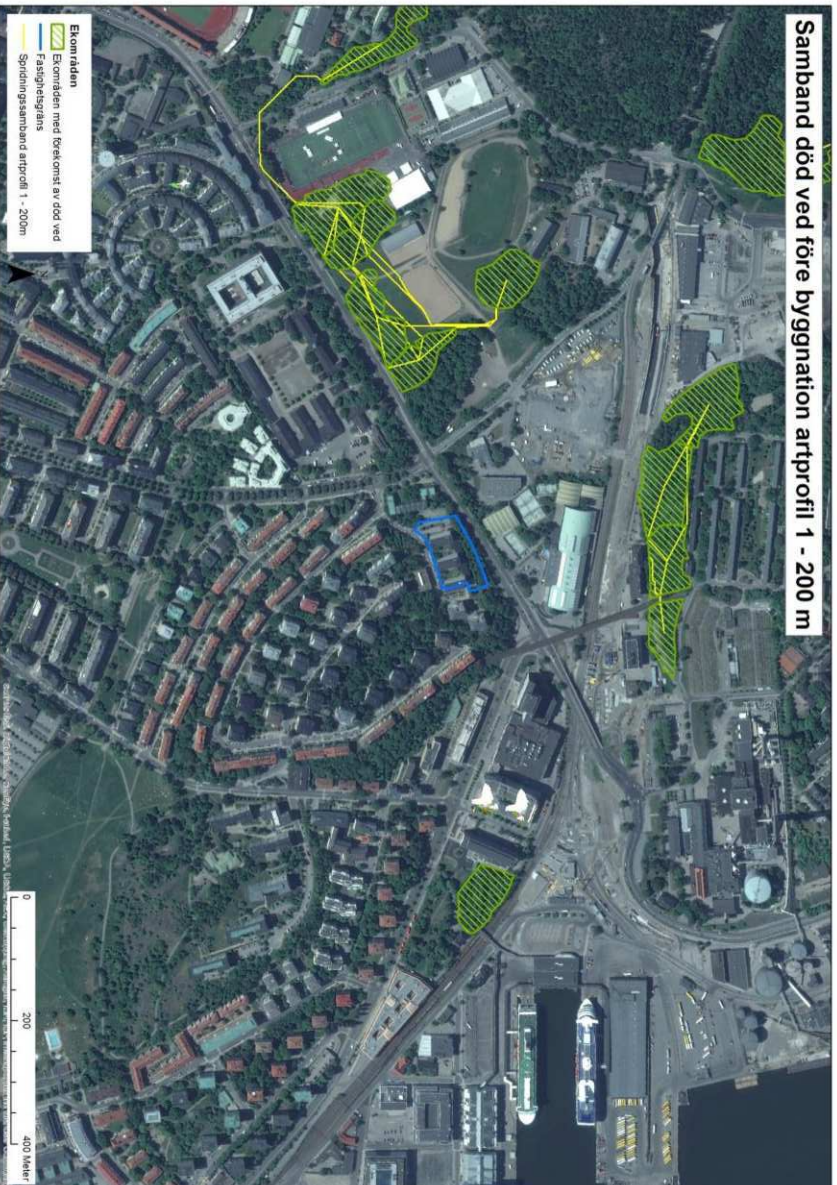 Samband död ved före byggnation artprofil 1 - 200 m
Ekområden
Ekområden med förekomst av död ved
Fastighetsgräns
Spridningssamband artprofil 1 - 200m
0 200 400 Meter